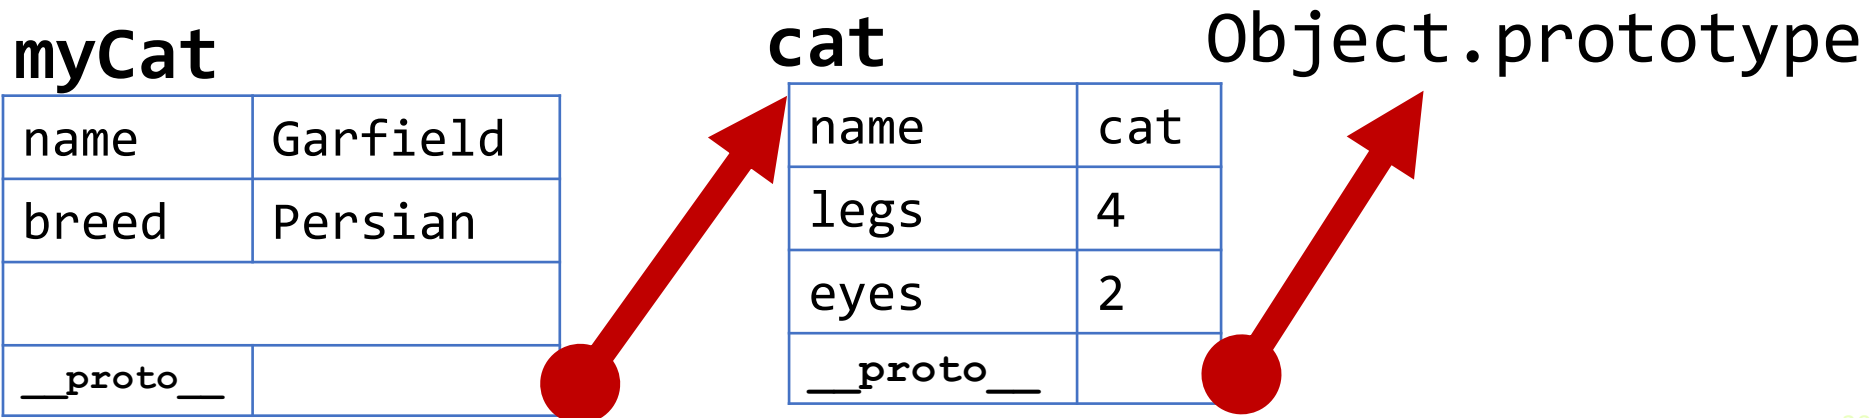 myCat
name Garfield
breed Persian
__proto__
cat
name cat
legs 4
eyes 2
__proto__
Object.prototype